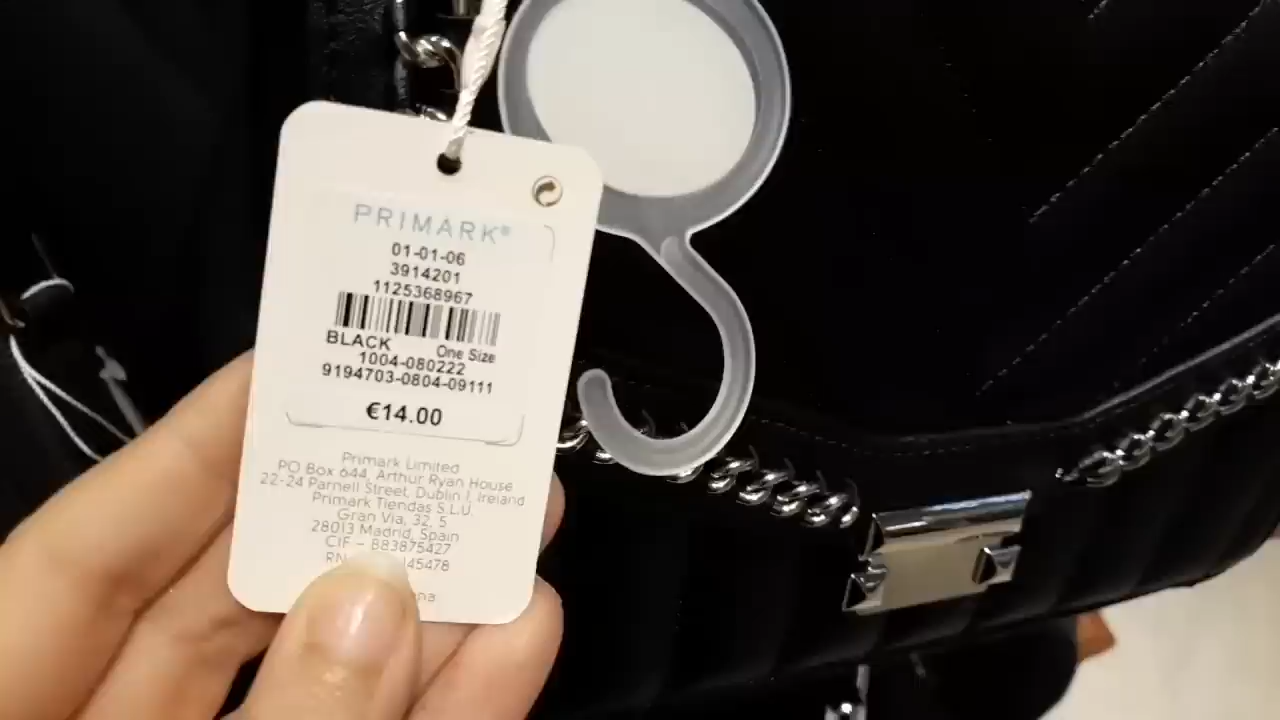 PRIMARK®
01-01-06
3914201
1125368967
BLACK One Size
1004-080222
9194703-0804-09111
€14.00
Primark Limited
PO Box 644, Arthur Ryan House
22-24 Parnell Street, Dublin 1, Ireland
Primark Tiendas S.L.U.
Gran Via, 32, 5
28013 Madrid, Spain
CIF - B83875427